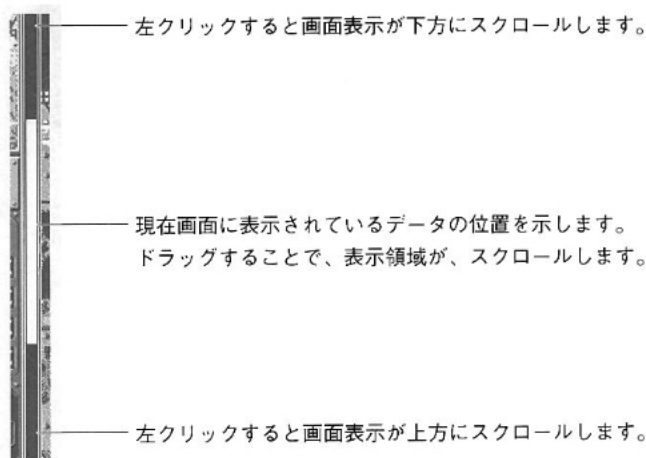 左クリックすると画面表示が下方にスクロールします。
現在画面に表示されているデータの位置を示します。
ドラッグすることで、表示領域が、スクロールします。
左クリックすると画面表示が上方にスクロールします。